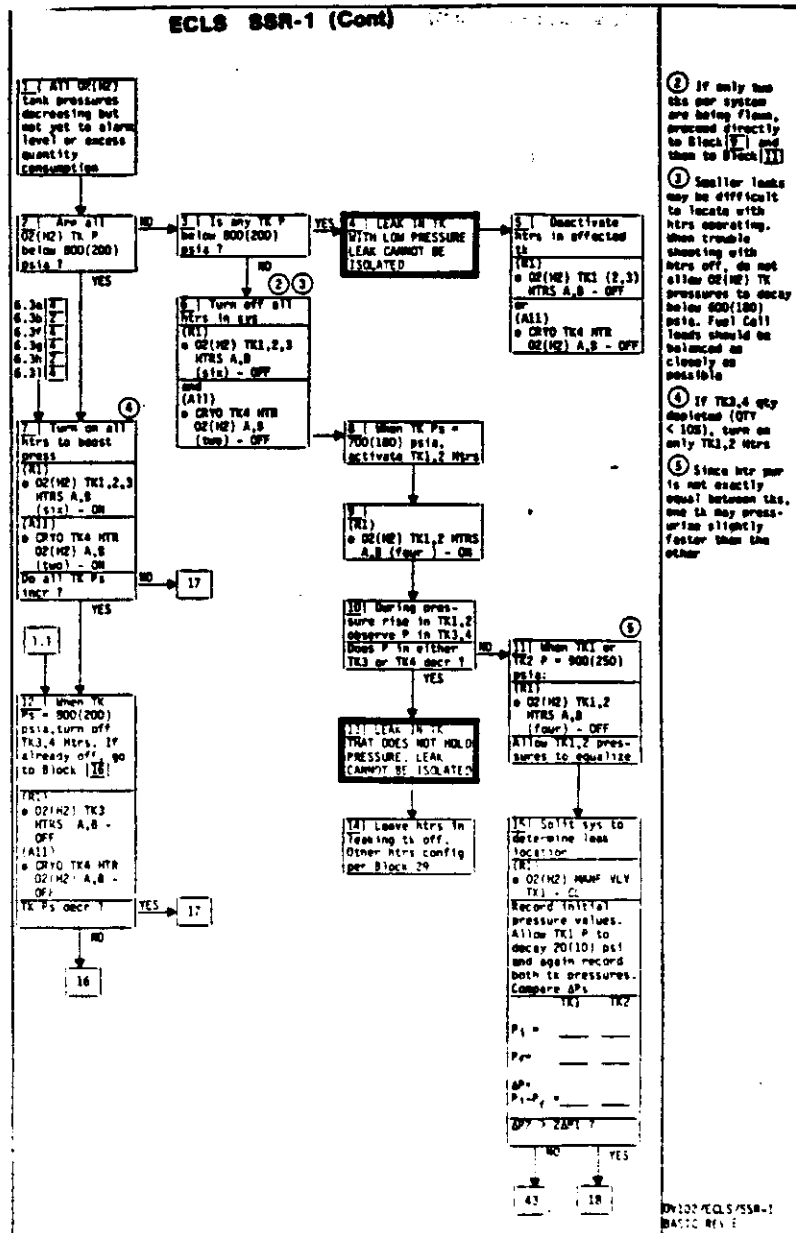 ECLS SSR-1 (Cont)
1 | All O2(H2)
tank pressures
decreasing but
not yet to alarm
level or excess
quantity
consumption
2 | Are all
O2(H2) TK P
below 800(200)
psia ?
NO
YES
3 | Is any TK P
below 800(200)
psia ?
YES
NO
4 | LEAK IN TK
WITH LOW PRESSURE
LEAK CANNOT BE
ISOLATED
5 | Deactivate
htrs in affected
tk
(R1)
● O2(H2) TK1 (2,3)
HTRS A,B - OFF
or
(A11)
● CRYO TK4 HTR
O2(H2) A,B - OFF
2 3
6 | Turn off all
htrs in sys
(R1)
● O2(H2) TK1,2,3
HTRS A,B
(six) - OFF
and
(A11)
● CRYO TK4 HTR
O2(H2) A,B
(two) - OFF
6.3a
6.3b
6.3f
6.3g
6.3h
6.3l
4
7 | Turn on all
htrs to boost
press
(R1)
● O2(H2) TK1,2,3
HTRS A,B
(six) - ON
(A11)
● CRYO TK4 HTR
O2(H2) A,B
(two) - ON
Do all TK Ps
incr ?
NO
17
YES
8 | When TK Ps =
700(180) psia,
activate TK1,2 Htrs
9 |
(R1)
● O2(H2) TK1,2 HTRS
A,B (four) - ON
10 | During pres-
sure rise in TK1,2
observe P in TK3,4
Does P in either
TK3 or TK4 decr ?
NO
YES
5
11 | When TK1 or
TK2 P = 900(250)
psia:
(R1)
● O2(H2) TK1,2
HTRS A,B
(four) - OFF
Allow TK1,2 pres-
sures to equalize
1.1
12 | When TK
Ps = 900(200)
psia,turn off
TK3,4 Htrs. If
already off, go
to Block 16
(R1)
● O2(H2) TK3
HTRS A,B -
OFF
(A11)
● CRYO TK4 HTR
O2(H2) A,B -
OFF
TK Ps decr ?
YES
17
NO
16
13 | LEAK IN TK
THAT DOES NOT HOLD
PRESSURE. LEAK
CANNOT BE ISOLATED
14 | Leave htrs in
leaking tk off.
Other htrs config
per Block 29
15 | Split sys to
determine leak
location
(R1)
● O2(H2) MANF VLV
TK1 - CL
Record initial
pressure values.
Allow TK1 P to
decay 20(10) psi
and again record
both tk pressures.
Compare ΔPs
TK1 TK2
Pi = ___ ___
Pf= ___ ___
ΔP=
Pi-Pf = ___ ___
ΔP2 > 2ΔP1 ?
NO YES
43 18
2 If only two
tks per system
are being flown,
proceed directly
to Block 9 and
then to Block 11
3 Smaller leaks
may be difficult
to locate with
htrs operating.
When trouble
shooting with
htrs off, do not
allow O2(H2) TK
pressures to decay
below 600(180)
psia. Fuel Cell
loads should be
balanced as
closely as
possible
4 If TK3,4 qty
depleted (QTY
< 10%), turn on
only TK1,2 Htrs
5 Since htr pwr
is not exactly
equal between tks,
one tk may press-
urize slightly
faster than the
other
OV102/ECLS/SSR-1
BASIC REV E